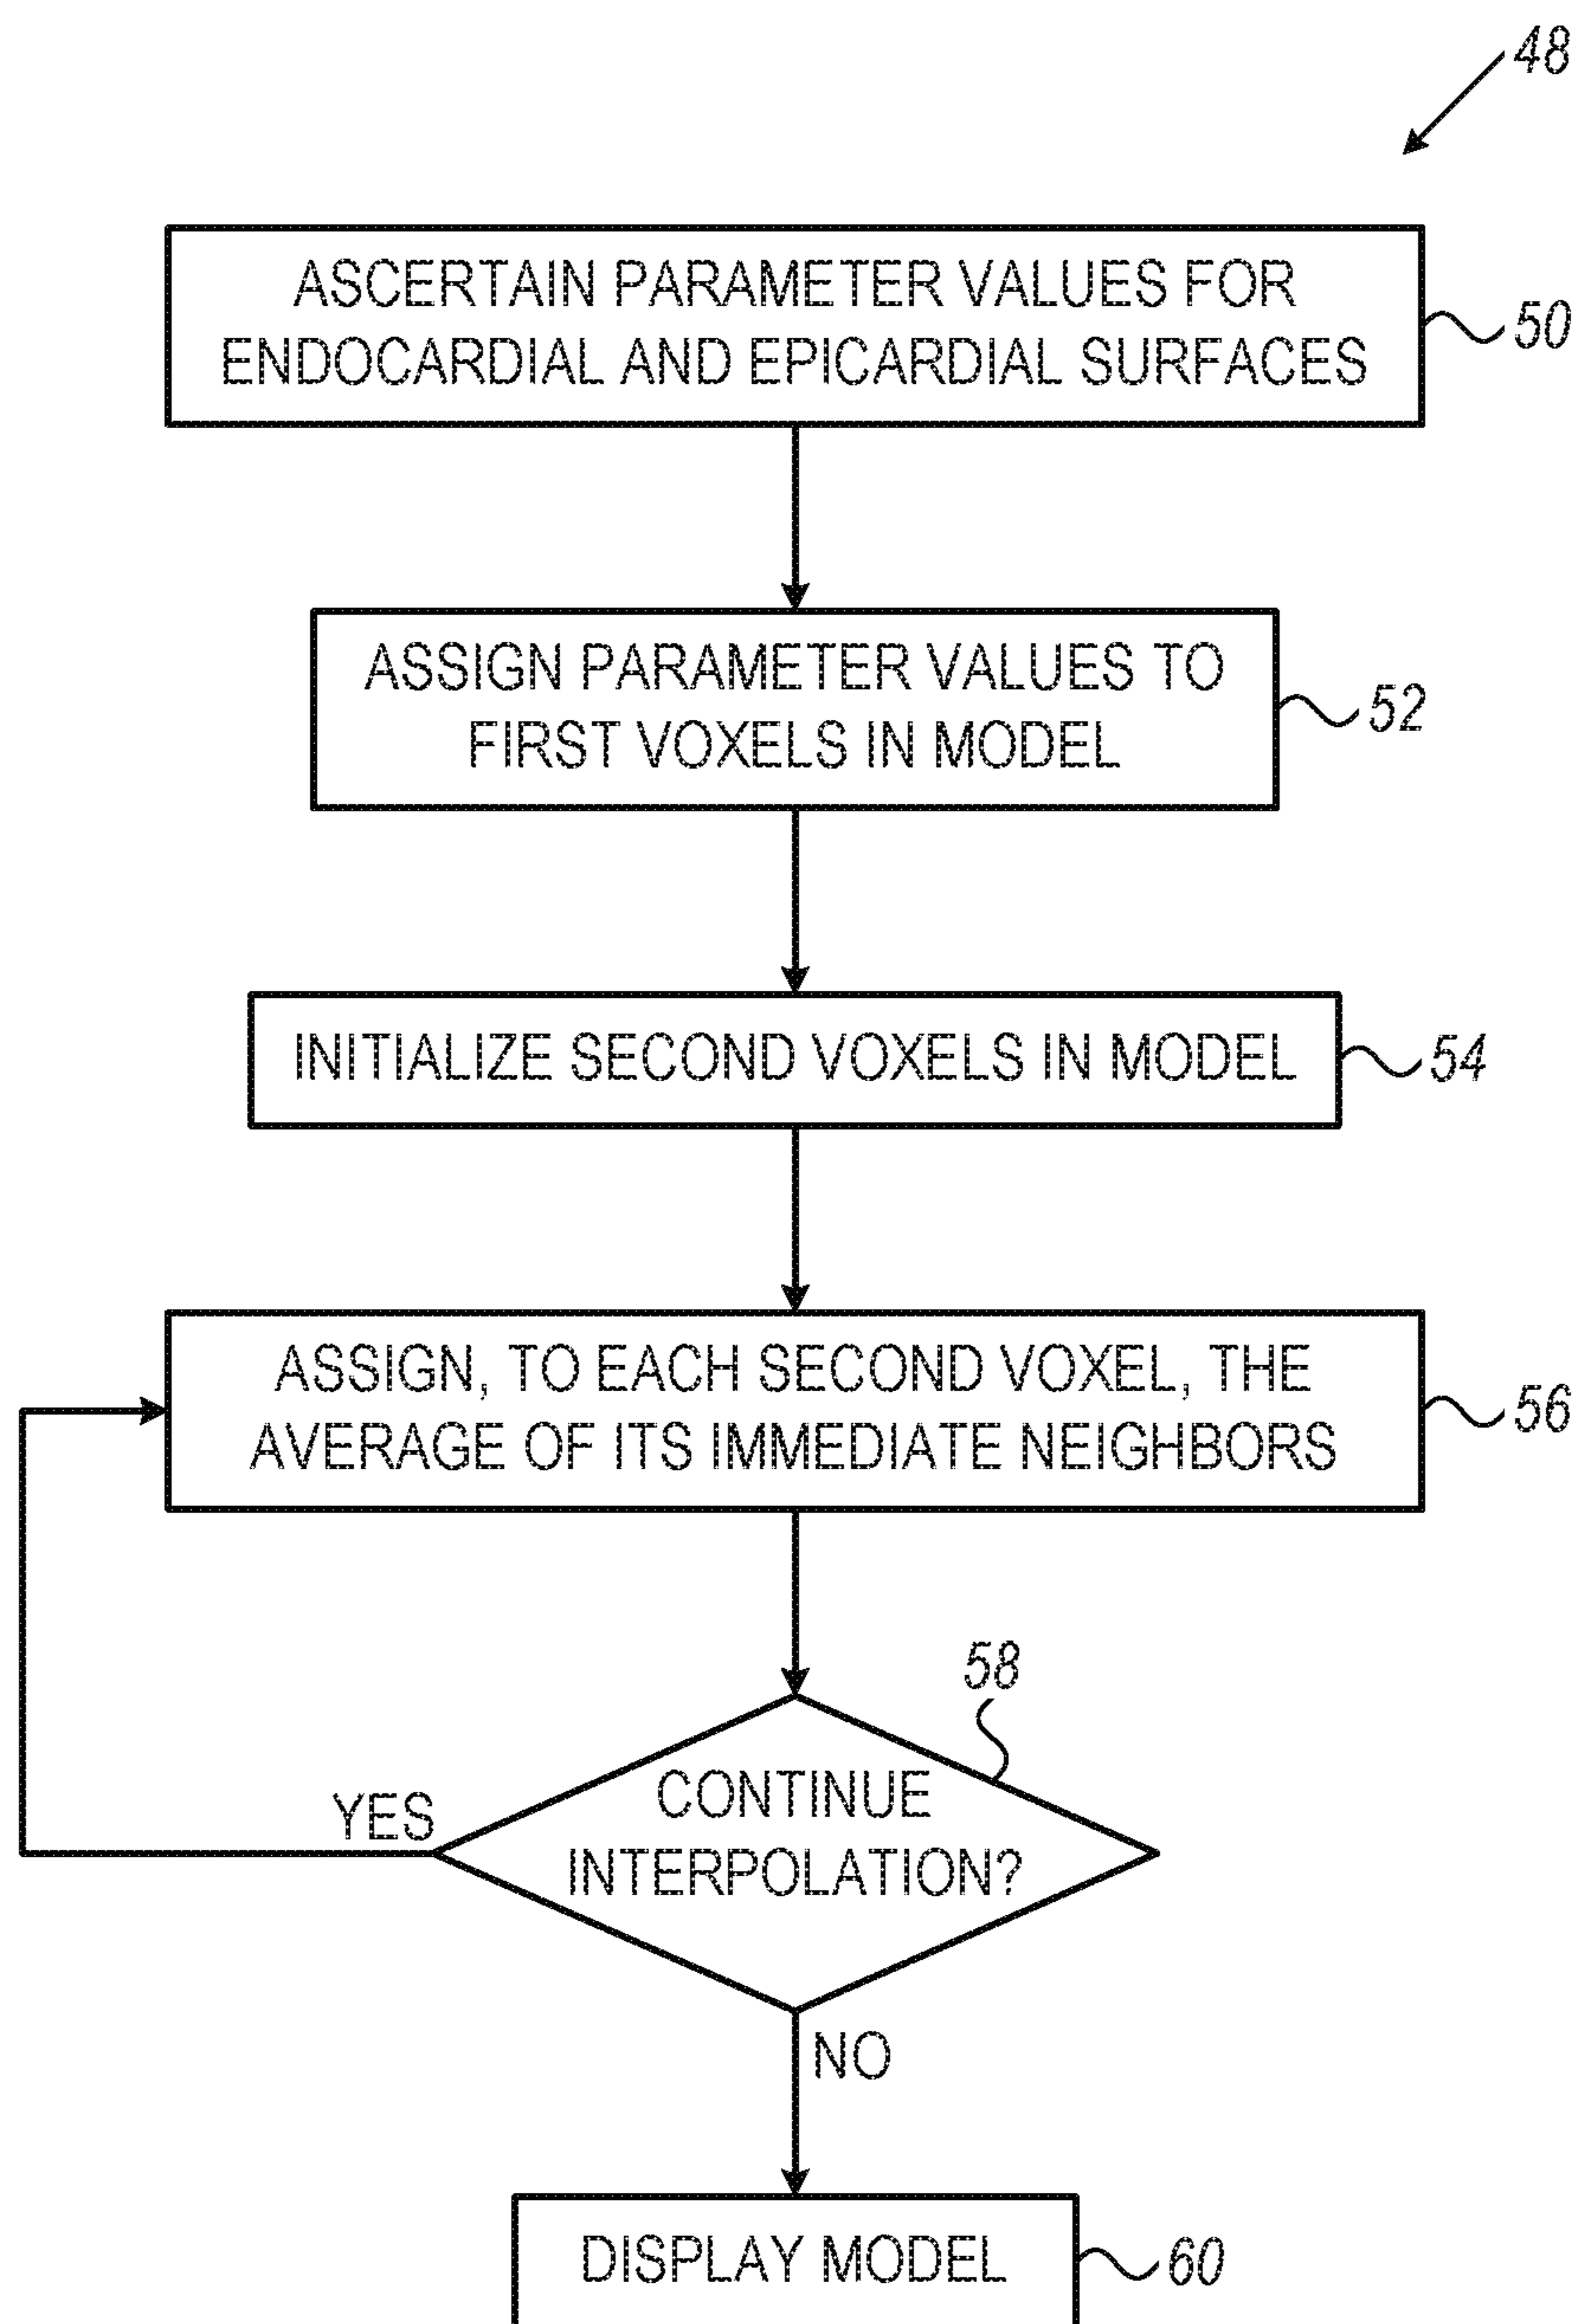 48
ASCERTAIN PARAMETER VALUES FOR
ENDOCARDIAL AND EPICARDIAL SURFACES
50
ASSIGN PARAMETER VALUES TO
FIRST VOXELS IN MODEL
52
INITIALIZE SECOND VOXELS IN MODEL
54
ASSIGN, TO EACH SECOND VOXEL, THE
AVERAGE OF ITS IMMEDIATE NEIGHBORS
56
58
CONTINUE
INTERPOLATION?
YES
NO
DISPLAY MODEL
60